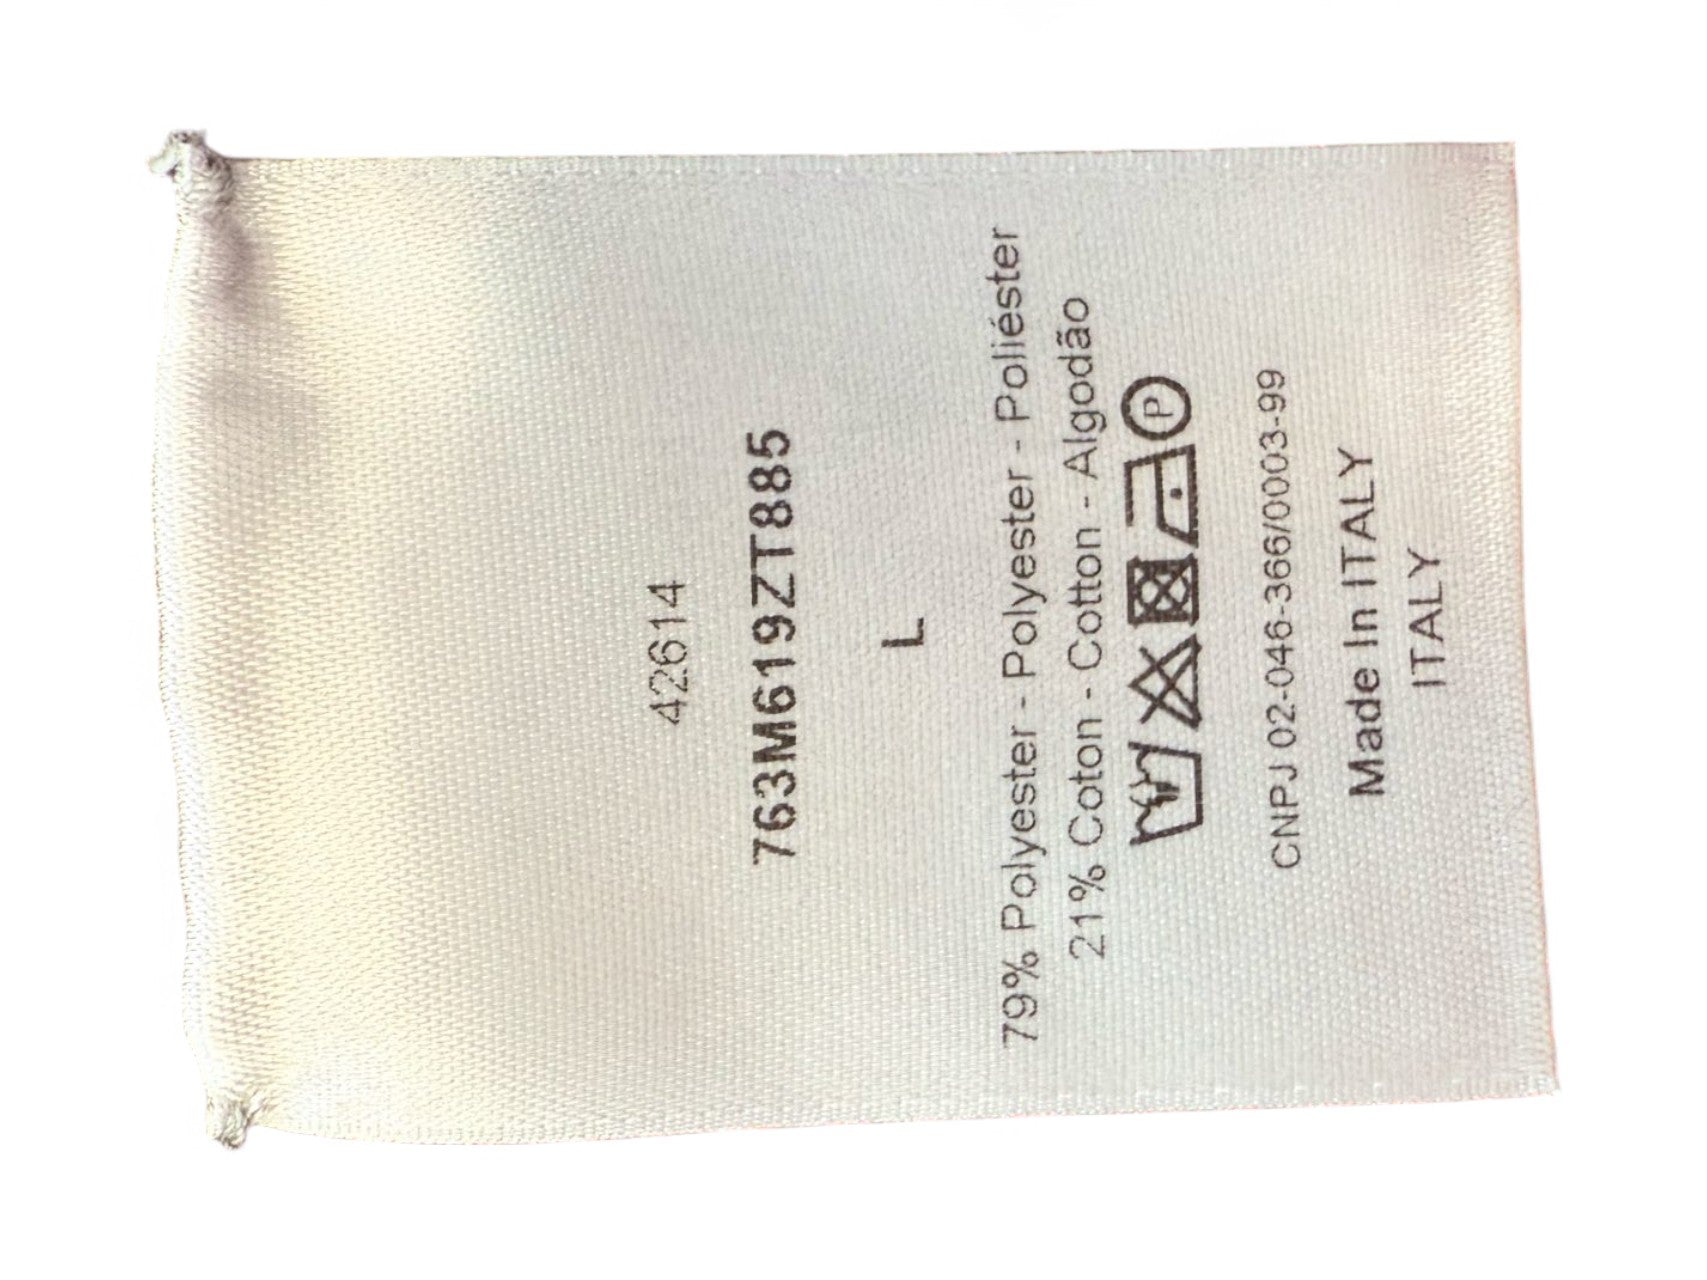 42614
763M619ZT885
L
79% Polyester - Polyester - Poliéster
21% Coton - Cotton - Algodão
P
CNPJ 02-046-366/0003-99
Made In ITALY
ITALY